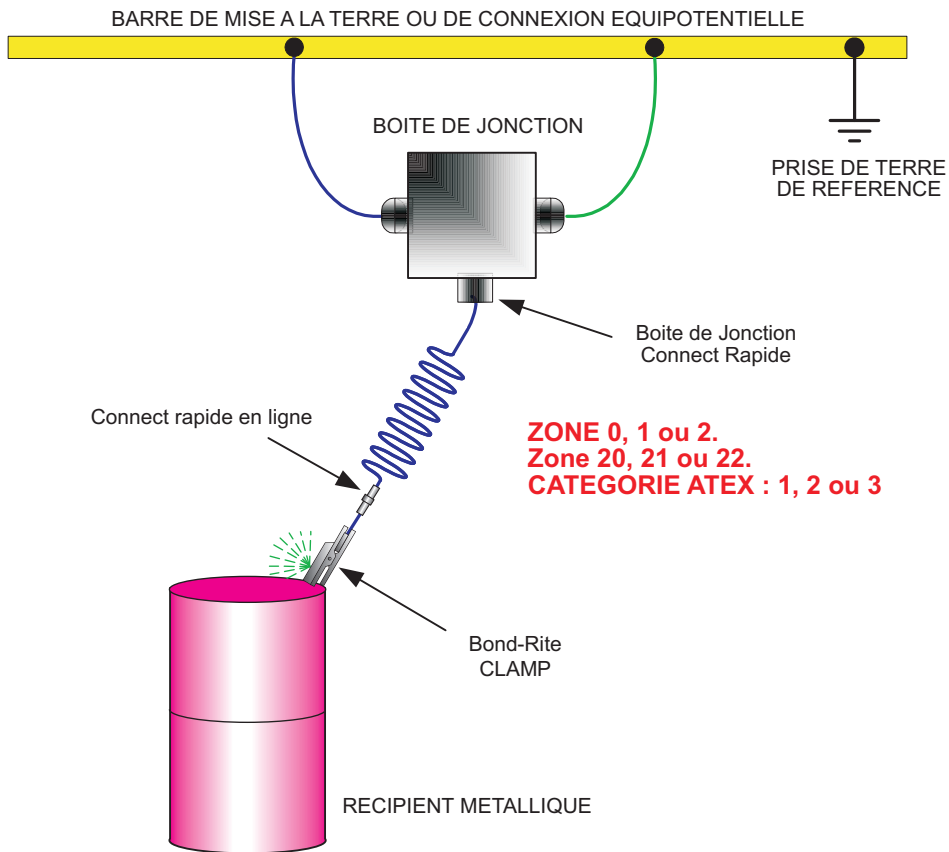 BARRE DE MISE A LA TERRE OU DE CONNEXION EQUIPOTENTIELLE
BOITE DE JONCTION
PRISE DE TERRE
DE REFERENCE
Boite de Jonction
Connect Rapide
Connect rapide en ligne
ZONE 0, 1 ou 2.
Zone 20, 21 ou 22.
CATEGORIE ATEX : 1, 2 ou 3
Bond-Rite
CLAMP
RECIPIENT METALLIQUE